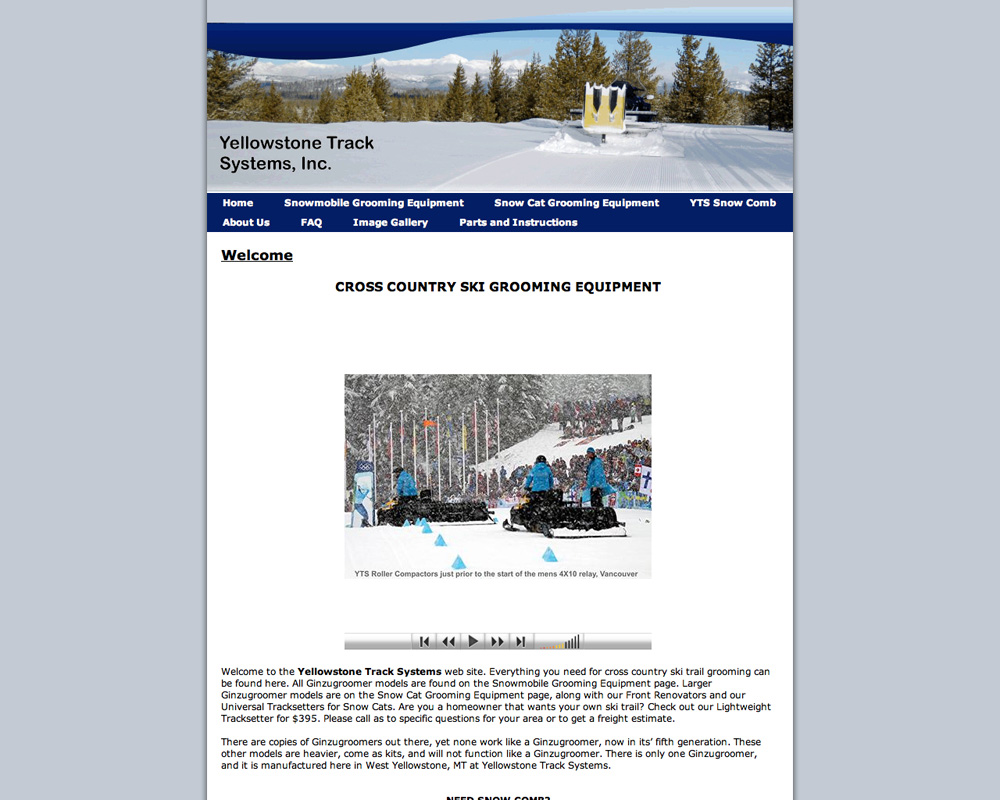 Yellowstone Track
Systems, Inc.
Home Snowmobile Grooming Equipment Snow Cat Grooming Equipment YTS Snow Comb
About Us FAQ Image Gallery Parts and Instructions
Welcome
CROSS COUNTRY SKI GROOMING EQUIPMENT
YTS Roller Compactors just prior to the start of the mens 4X10 relay, Vancouver
Welcome to the Yellowstone Track Systems web site. Everything you need for cross country ski trail grooming can
be found here. All Ginzugroomer models are found on the Snowmobile Grooming Equipment page. Larger
Ginzugroomer models are on the Snow Cat Grooming Equipment page, along with our Front Renovators and our
Universal Tracksetters for Snow Cats. Are you a homeowner that wants your own ski trail? Check out our Lightweight
Tracksetter for $395. Please call as to specific questions for your area or to get a freight estimate.
There are copies of Ginzugroomers out there, yet none work like a Ginzugroomer, now in its’ fifth generation. These
other models are heavier, come as kits, and will not function like a Ginzugroomer. There is only one Ginzugroomer,
and it is manufactured here in West Yellowstone, MT at Yellowstone Track Systems.
NEED SNOW COMB?